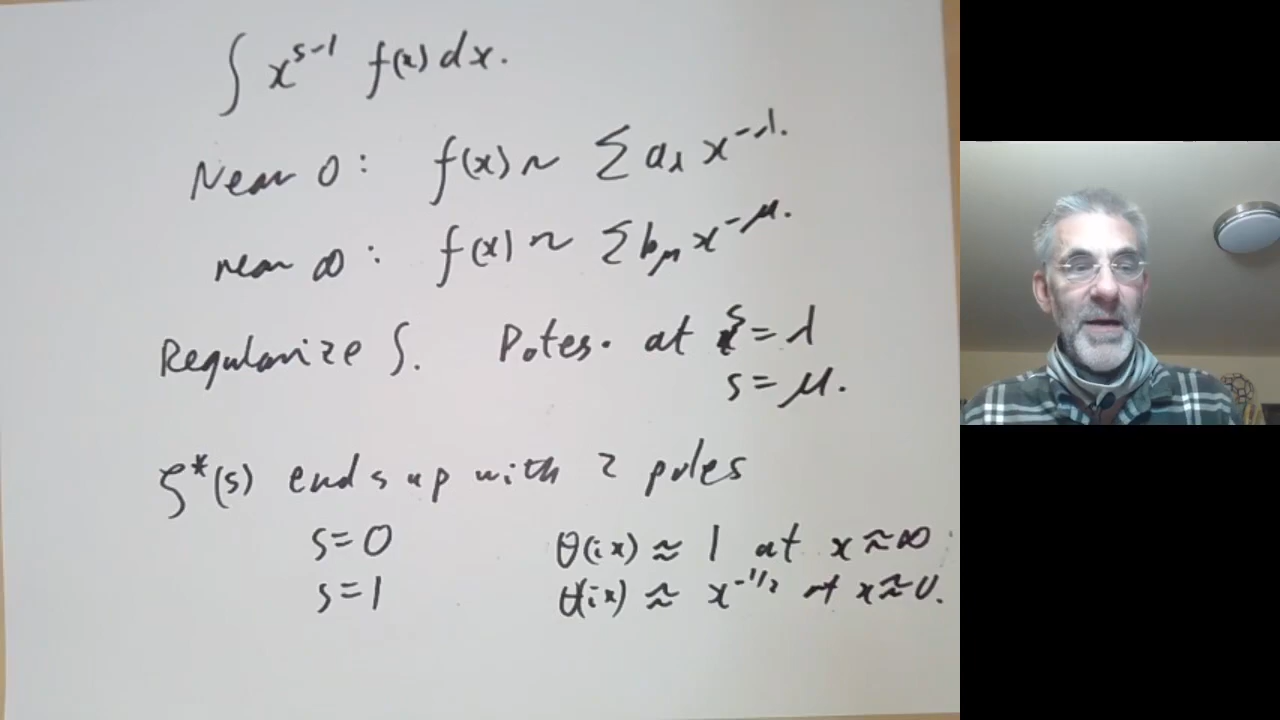 ∫ x^{s-1} f(x) dx.
Near 0: f(x) ~ ∑ a_λ x^{-λ}.
near ∞: f(x) ~ ∑ b_μ x^{-μ}.
Regularize ∫. Poles. at s = λ
s = μ.
ζ*(s) ends up with 2 poles
s = 0 θ(ix) ≈ 1 at x ≈ ∞
s = 1 θ(ix) ≈ x^{-1/2} at x ≈ 0.